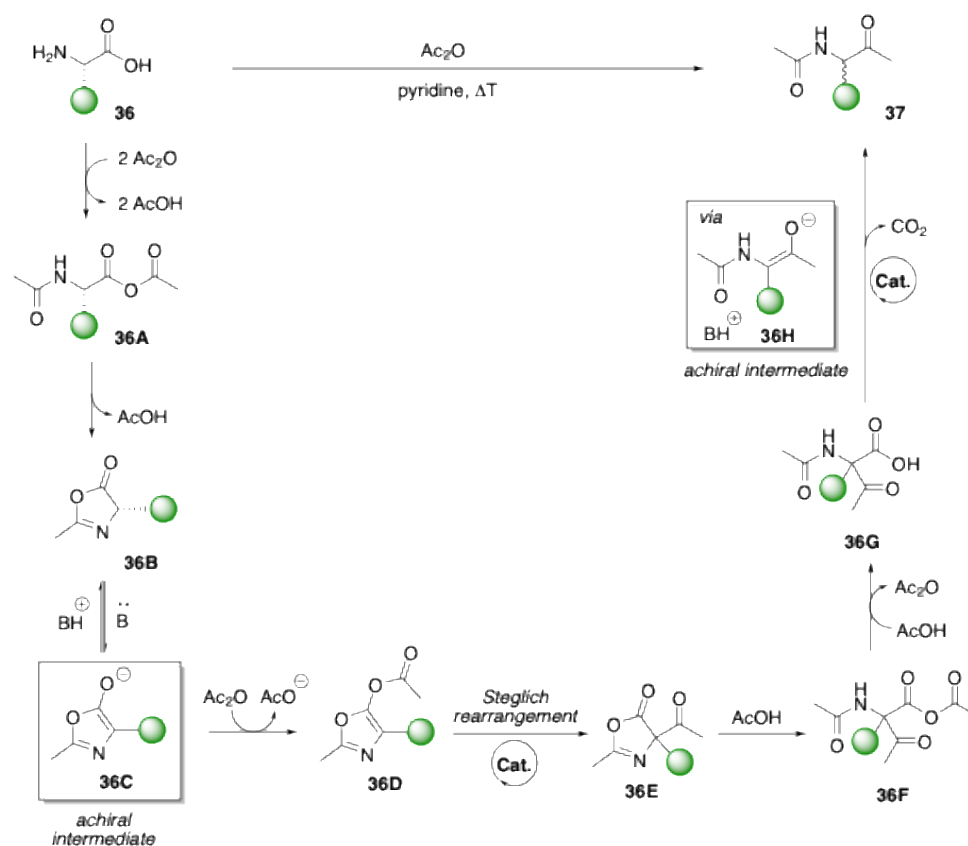 H₂N
O
OH
36
Ac₂O
pyridine, ΔT
H
N
O
O
37
2 Ac₂O
2 AcOH
H
N
O
O
O
O
36A
AcOH
O
O
N
36B
BH⊕
B̈
O⊖
O
N
36C
achiral
intermediate
Ac₂O
AcO⊖
O
O
O
N
36D
Steglich
rearrangement
Cat.
O
O
O
N
36E
AcOH
H
N
O
O
O
O
O
36F
Ac₂O
AcOH
H
N
O
O
OH
O
36G
via
O⊖
H
N
O
BH⊕
36H
achiral intermediate
CO₂
Cat.